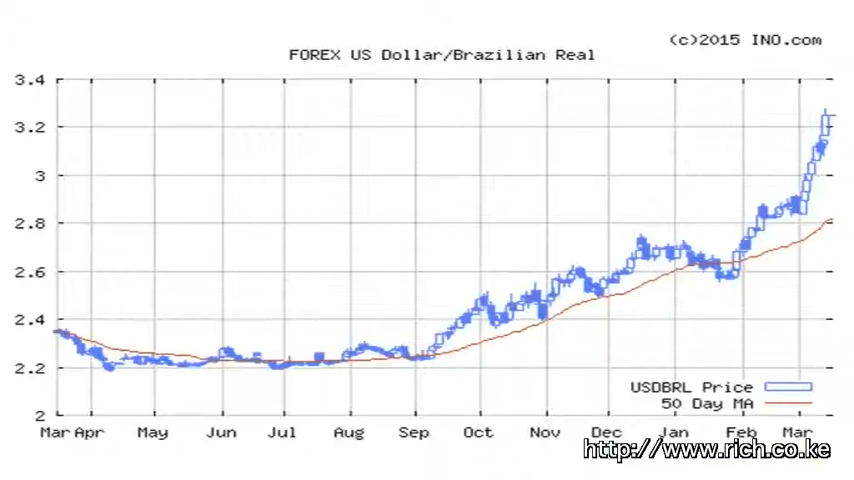 (c)2015 INO.com
FOREX US Dollar/Brazilian Real
3.4
3.2
3
2.8
2.6
2.4
2.2
2
USDBRL Price
50 Day MA
Mar Apr May Jun Jul Aug Sep Oct Nov Dec Jan Feb Mar
http://www.rich.co.ke